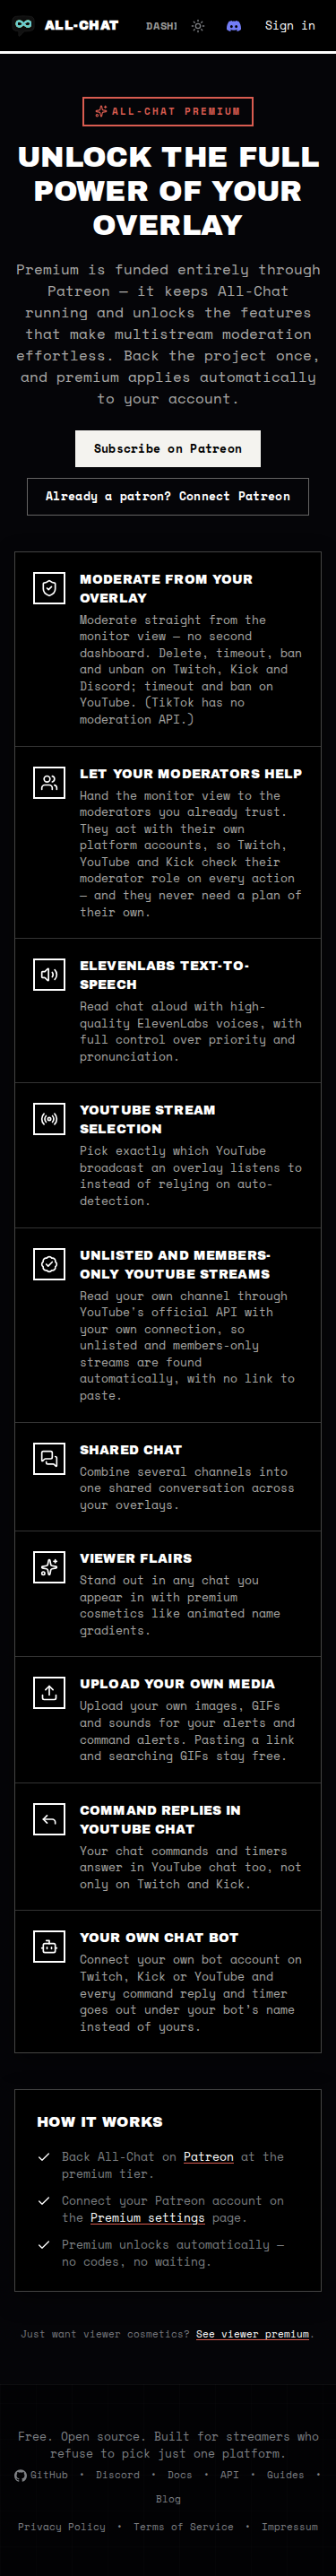 ALL-CHAT DASHI Sign in
ALL-CHAT PREMIUM
UNLOCK THE FULL
POWER OF YOUR
OVERLAY
Premium is funded entirely through
Patreon — it keeps All-Chat
running and unlocks the features
that make multistream moderation
effortless. Back the project once,
and premium applies automatically
to your account.
Subscribe on Patreon
Already a patron? Connect Patreon
MODERATE FROM YOUR
OVERLAY
Moderate straight from the
monitor view — no second
dashboard. Delete, timeout, ban
and unban on Twitch, Kick and
Discord; timeout and ban on
YouTube. (TikTok has no
moderation API.)
LET YOUR MODERATORS HELP
Hand the monitor view to the
moderators you already trust.
They act with their own
platform accounts, so Twitch,
YouTube and Kick check their
moderator role on every action
— and they never need a plan of
their own.
ELEVENLABS TEXT-TO-
SPEECH
Read chat aloud with high-
quality ElevenLabs voices, with
full control over priority and
pronunciation.
YOUTUBE STREAM
SELECTION
Pick exactly which YouTube
broadcast an overlay listens to
instead of relying on auto-
detection.
UNLISTED AND MEMBERS-
ONLY YOUTUBE STREAMS
Read your own channel through
YouTube's official API with
your own connection, so
unlisted and members-only
streams are found
automatically, with no link to
paste.
SHARED CHAT
Combine several channels into
one shared conversation across
your overlays.
VIEWER FLAIRS
Stand out in any chat you
appear in with premium
cosmetics like animated name
gradients.
UPLOAD YOUR OWN MEDIA
Upload your own images, GIFs
and sounds for your alerts and
command alerts. Pasting a link
and searching GIFs stay free.
COMMAND REPLIES IN
YOUTUBE CHAT
Your chat commands and timers
answer in YouTube chat too, not
only on Twitch and Kick.
YOUR OWN CHAT BOT
Connect your own bot account on
Twitch, Kick or YouTube and
every command reply and timer
goes out under your bot's name
instead of yours.
HOW IT WORKS
Back All-Chat on Patreon at the
premium tier.
Connect your Patreon account on
the Premium settings page.
Premium unlocks automatically —
no codes, no waiting.
Just want viewer cosmetics? See viewer premium.
Free. Open source. Built for streamers who
refuse to pick just one platform.
GitHub • Discord • Docs • API • Guides •
Blog
Privacy Policy • Terms of Service • Impressum